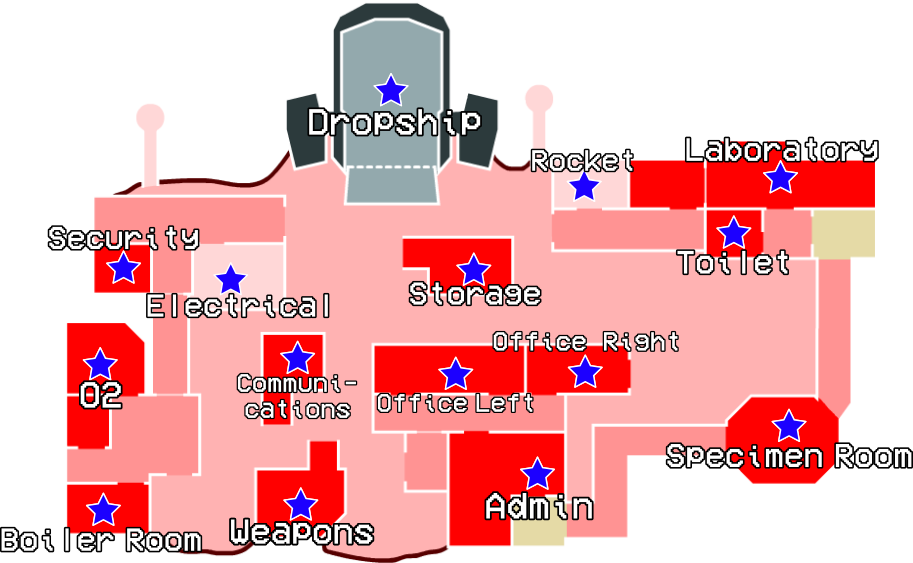 Dropship
Rocket
Laboratory
Security
Toilet
Electrical
Storage
Office Right
Communi-
cations
O2
Office Left
Specimen Room
Admin
Weapons
Boiler Room